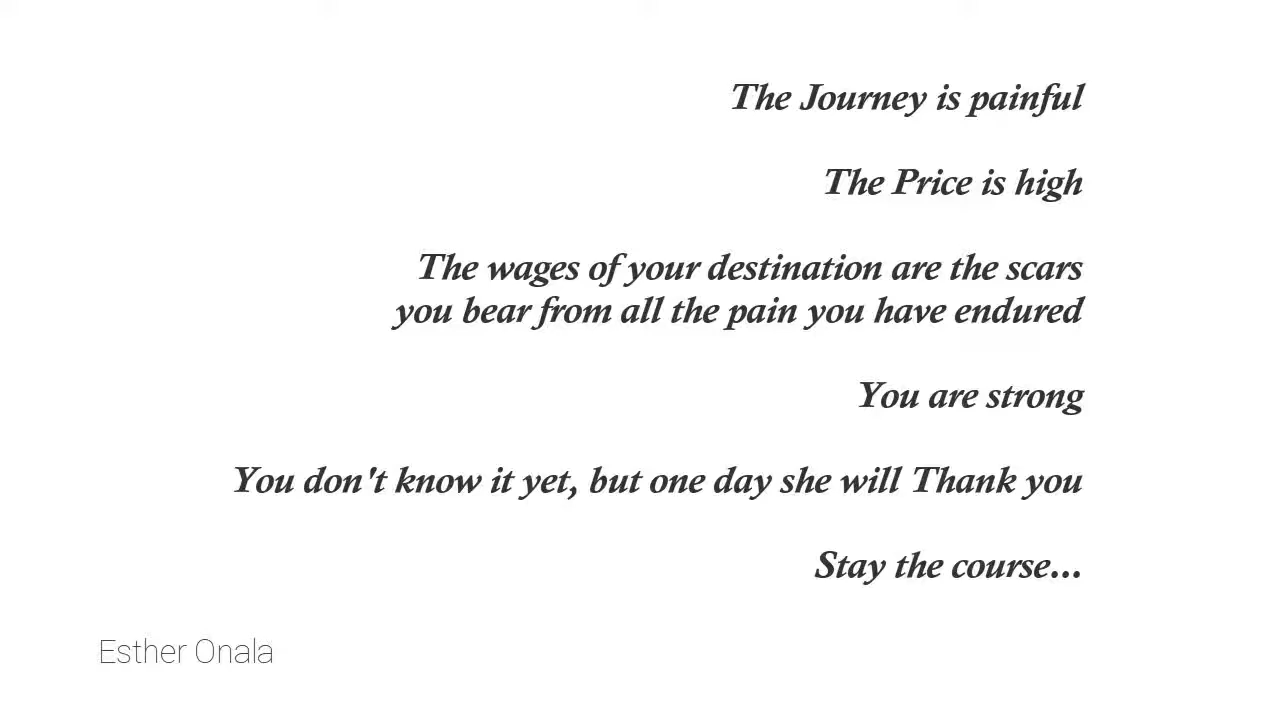 The Journey is painful
The Price is high
The wages of your destination are the scars
you bear from all the pain you have endured
You are strong
You don't know it yet, but one day she will Thank you
Stay the course...
Esther Onala